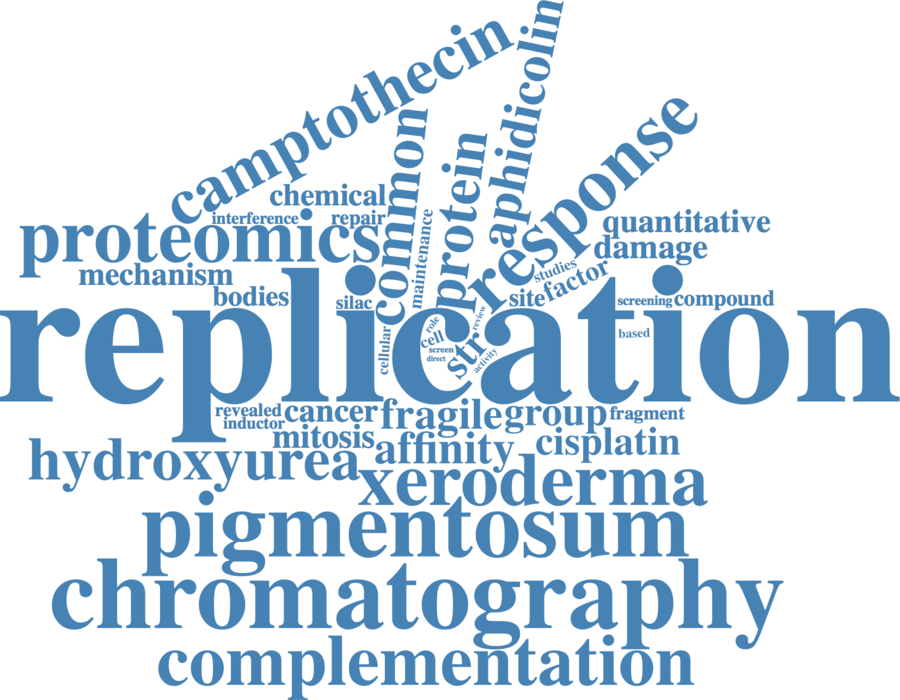 camptothecin
aphidicolin
common
protein
response
chemical
interference
repair
proteomics
maintenance
quantitative
damage
mechanism
studies
factor
bodies
silac
site
screening
compound
replication
role
review
cell
cellular
screen
direct
str
activity
based
revealed
cancer
fragile
group
fragment
inductor
mitosis
affinity
cisplatin
hydroxyurea
xeroderma
pigmentosum
chromatography
complementation